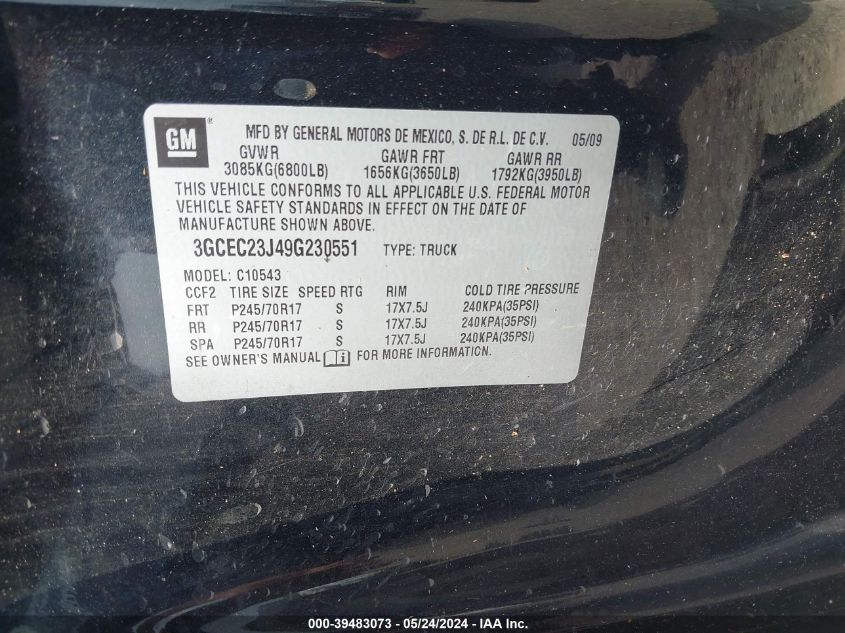 GM ®
MFD BY GENERAL MOTORS DE MEXICO, S. DE R.L. DE C.V. 05/09
GVWR GAWR FRT GAWR RR
3085KG(6800LB) 1656KG(3650LB) 1792KG(3950LB)
THIS VEHICLE CONFORMS TO ALL APPLICABLE U.S. FEDERAL MOTOR
VEHICLE SAFETY STANDARDS IN EFFECT ON THE DATE OF
MANUFACTURE SHOWN ABOVE.
3GCEC23J49G230551 TYPE: TRUCK
MODEL: C10543
CCF2 TIRE SIZE SPEED RTG RIM COLD TIRE PRESSURE
FRT P245/70R17 S 17X7.5J 240KPA(35PSI)
RR P245/70R17 S 17X7.5J 240KPA(35PSI)
SPA P245/70R17 S 17X7.5J 240KPA(35PSI)
SEE OWNER'S MANUAL i FOR MORE INFORMATION.
000-39483073 - 05/24/2024 - IAAI Inc.